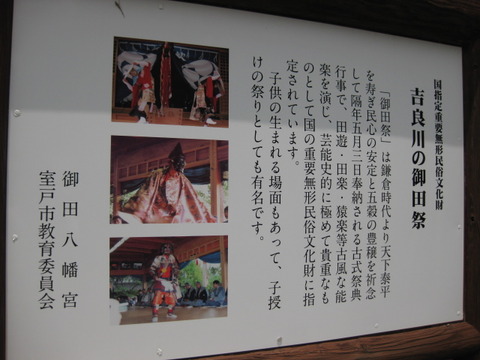 国指定重要無形民俗文化財
吉良川の御田祭
「御田祭」は鎌倉時代より天下泰平
を寿ぎ民心の安定と五穀の豊穣を祈念
して隔年五月三日奉納される古式祭典
行事で、田遊・田楽・猿楽等古風な能
楽を演じ、芸能史的に極めて貴重なも
のとして国の重要無形民俗文化財に指
定されています。
子供の生まれる場面もあって、子授
けの祭りとしても有名です。
御田八幡宮
室戸市教育委員会